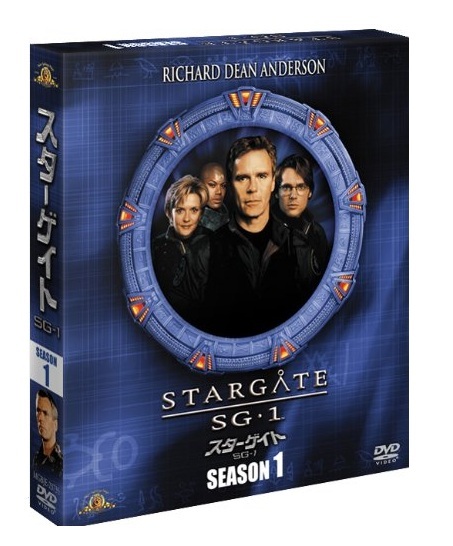 スターゲイト
SG-1
SEASON
1
RICHARD DEAN ANDERSON
STARGATE
SG·1
スターゲイト
SG-1
SEASON 1
DVD
VIDEO